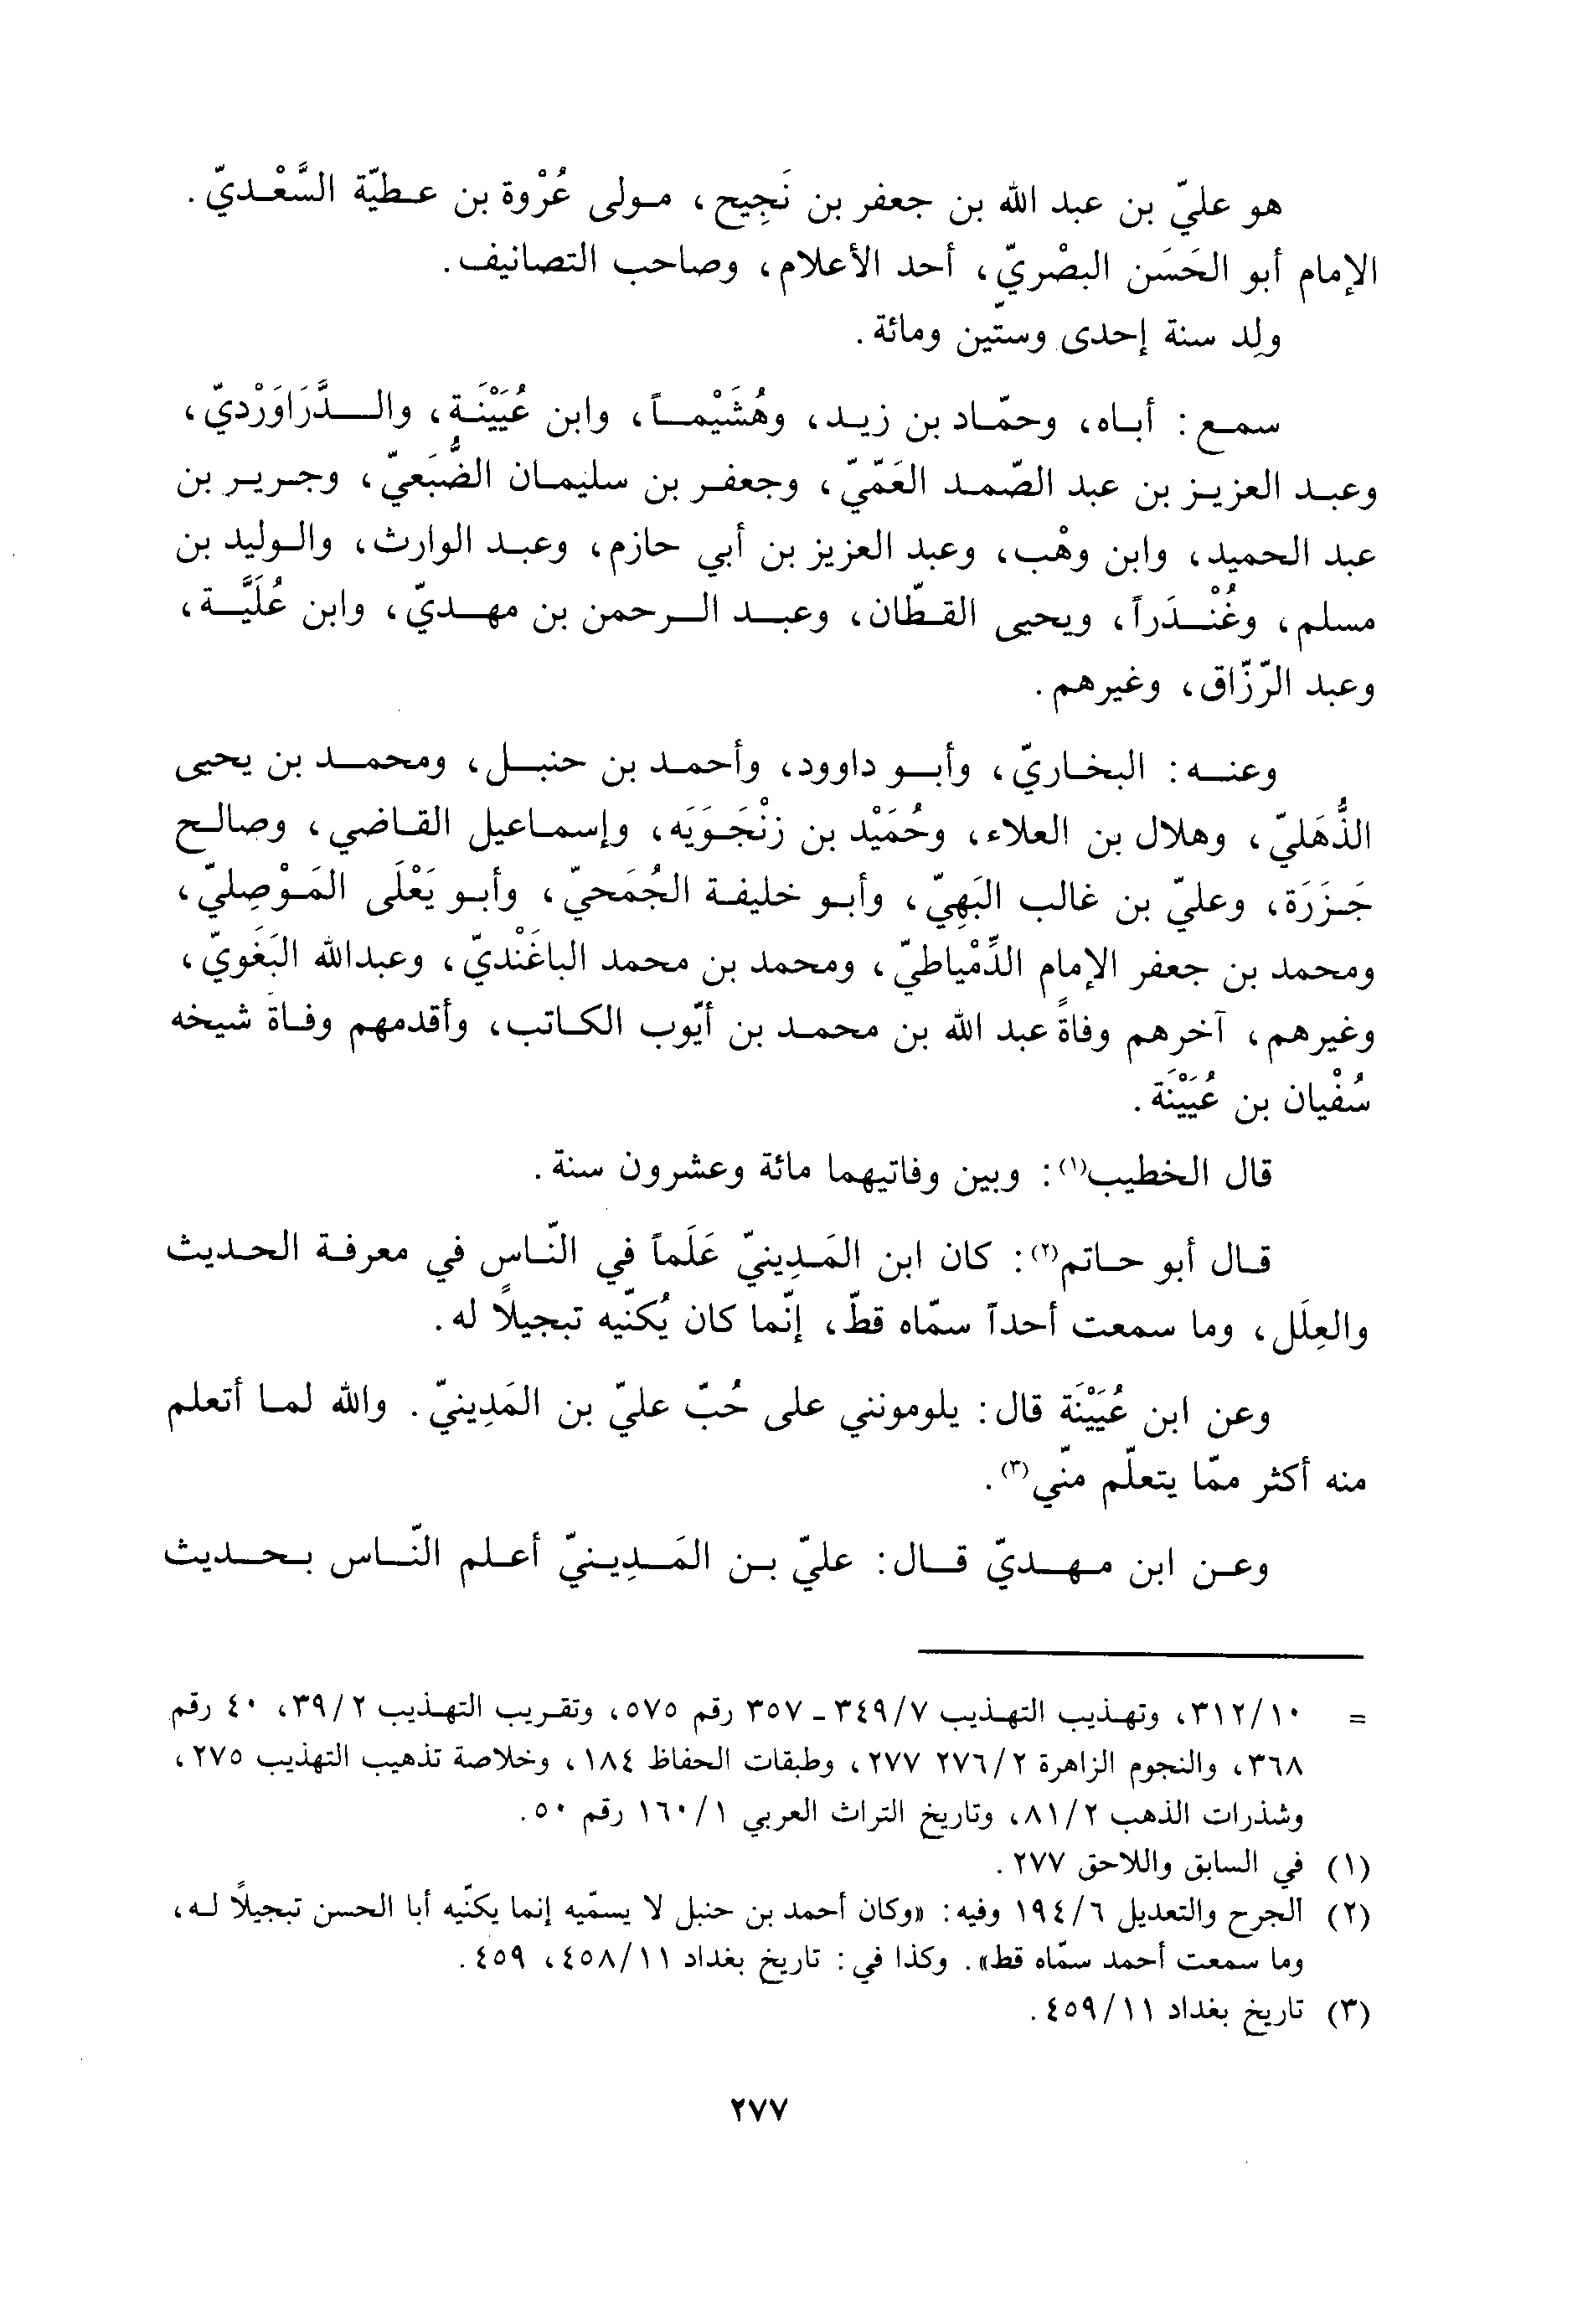 هو عليّ بن عبد الله بن جعفر بن نَجِيح، مولى عُرْوة بن عطيّة السَّعْديّ.
الإمام أبو الحَسَن البصْريّ، أحد الأعلام، وصاحب التصانيف.
ولِد سنة إحدى وستّين ومائة.
سمع: أباه، وحمّاد بن زيد، وهُشَيْماً، وابن عُيَيْنَة، والدَّرَاوَرْديّ،
وعبد العزيز بن عبد الصّمد العَمّيّ، وجعفر بن سليمان الضُّبَعيّ، وجرير بن
عبد الحميد، وابن وهْب، وعبد العزيز بن أبي حازم، وعبد الوارث، والوليد بن
مسلم، وغُنْدَراً، ويحيى القطّان، وعبد الرحمن بن مهديّ، وابن عُلَيَّة،
وعبد الرّزّاق، وغيرهم.
وعنه: البخاريّ، وأبو داوود، وأحمد بن حنبل، ومحمد بن يحيى
الذُّهَليّ، وهلال بن العلاء، وحُمَيْد بن زنْجَوَيَه، وإسماعيل القاضي، وصالح
جَزَرَة، وعليّ بن غالب البَهِيّ، وأبو خليفة الجُمَحيّ، وأبو يَعْلَى المَوْصِليّ،
ومحمد بن جعفر الإمام الدِّمْياطيّ، ومحمد بن محمد الباغَنْديّ، وعبدالله البَغَويّ،
وغيرهم، آخرهم وفاةً عبد الله بن محمد بن أيّوب الكاتب، وأقدمهم وفاة شيخه
سُفْيان بن عُيَيْنَة.
قال الخطيب(١): وبين وفاتيهما مائة وعشرون سنة.
قال أبو حاتم(٢): كان ابن المَدِينيّ عَلَماً في النّاس في معرفة الحديث
والعِلَل، وما سمعت أحداً سمّاه قطّ، إنّما كان يُكنّيه تبجيلاً له.
وعن ابن عُيَيْنَة قال: يلومونني على حُبّ عليّ بن المَدِينيّ. والله لما أتعلم
منه أكثر ممّا يتعلّم منّي(٣).
وعن ابن مهديّ قال: عليّ بن المَدِينيّ أعلم النّاس بحديث
= ٣١٢/١٠، وتهذيب التهذيب ٣٤٩/٧ ـ ٣٥٧ رقم ٥٧٥، وتقريب التهذيب ٣٩/٢، ٤٠ رقم
٣٦٨، والنجوم الزاهرة ٢٧٦/٢ ٢٧٧، وطبقات الحفاظ ١٨٤، وخلاصة تذهيب التهذيب ٢٧٥،
وشذرات الذهب ٨١/٢، وتاريخ التراث العربي ١٦٠/١ رقم ٥٠.
(١) في السابق واللاحق ٢٧٧.
(٢) الجرح والتعديل ١٩٤/٦ وفيه: «وكان أحمد بن حنبل لا يسمّيه إنما يكنّيه أبا الحسن تبجيلاً له،
وما سمعت أحمد سمّاه قط». وكذا في: تاريخ بغداد ٤٥٨/١١، ٤٥٩.
(٣) تاريخ بغداد ٤٥٩/١١.
٢٧٧